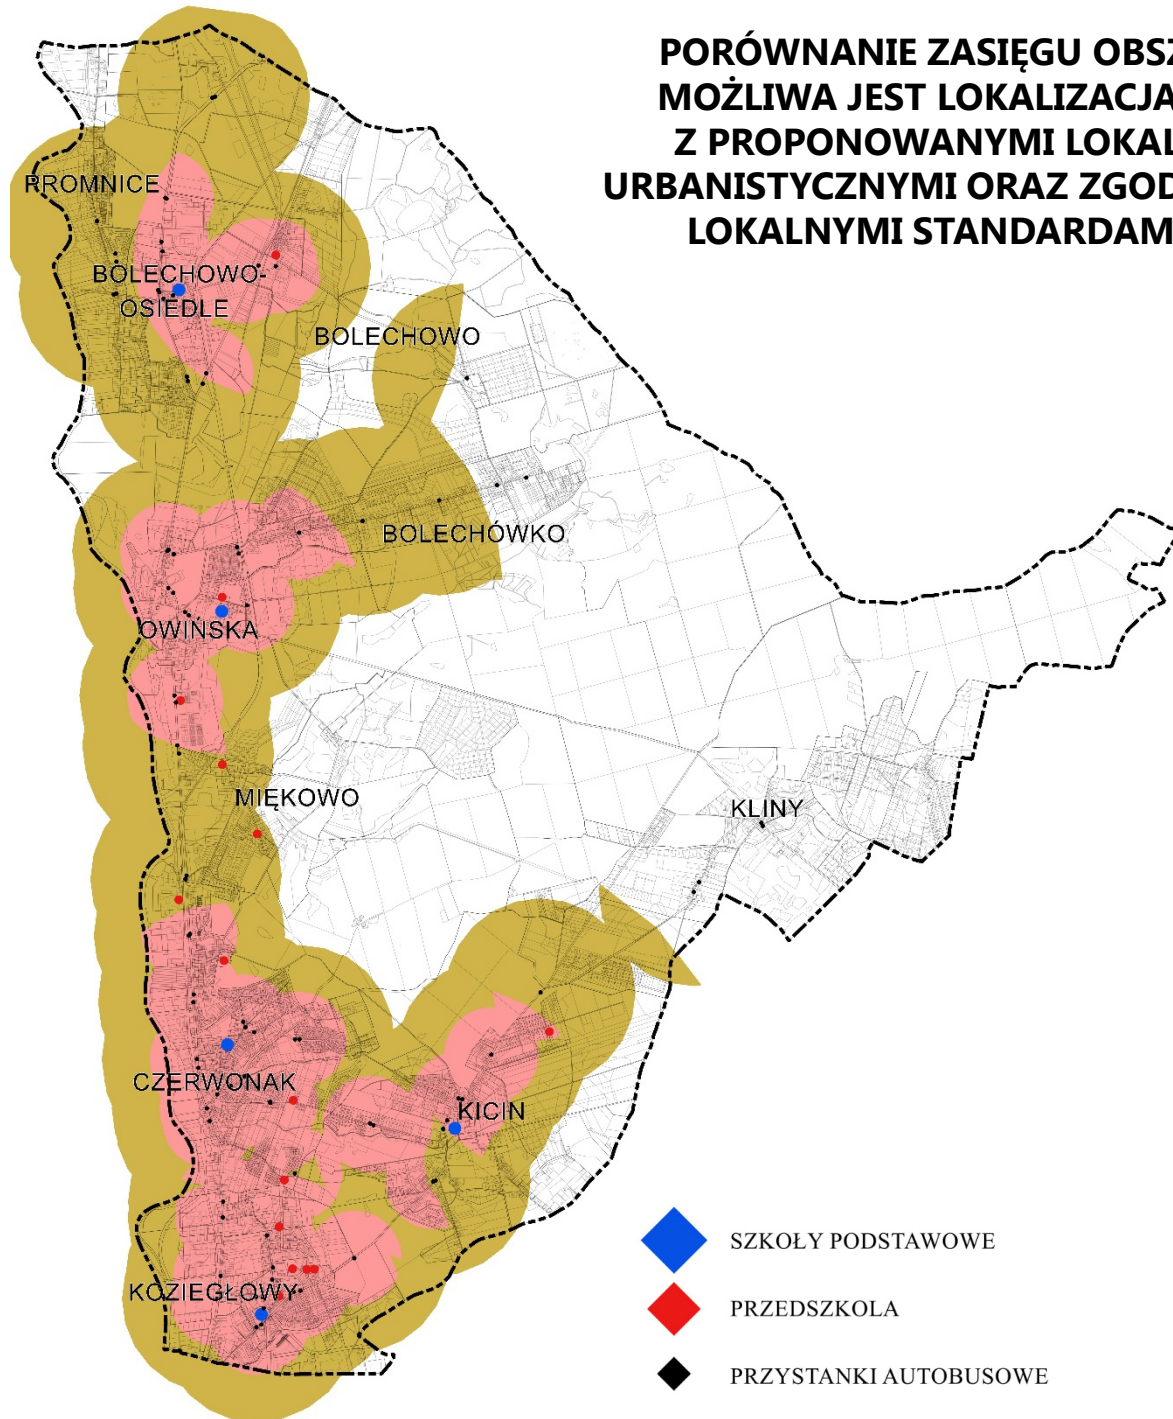 PORÓWNANIE ZASIĘGU OBSZ
MOŻLIWA JEST LOKALIZACJA
Z PROPONOWANYMI LOKAL
URBANISTYCZNYMI ORAZ ZGOD
LOKALNYMI STANDARDAM
PROMNICE
BOLECHOWO-
OSIEDLE
BOLECHOWO
BOLECHÓWKO
OWIŃSKA
MIĘKOWO
KLINY
CZERWONAK
KICIN
KOZIEGŁOWY
SZKOŁY PODSTAWOWE
PRZEDSZKOLA
PRZYSTANKI AUTOBUSOWE